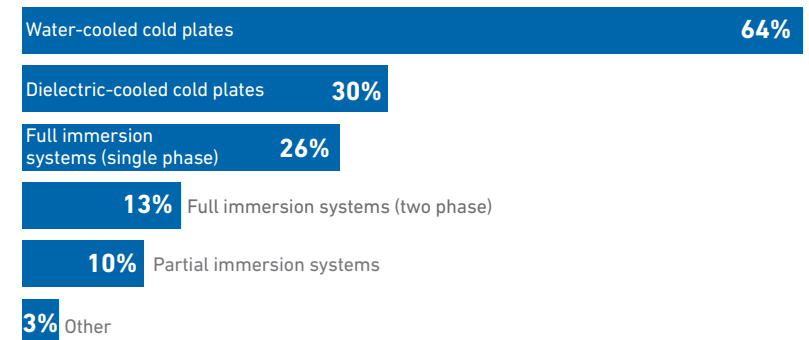 Water-cooled cold plates 64%
Dielectric-cooled cold plates 30%
Full immersion
systems (single phase) 26%
13% Full immersion systems (two phase)
10% Partial immersion systems
3% Other